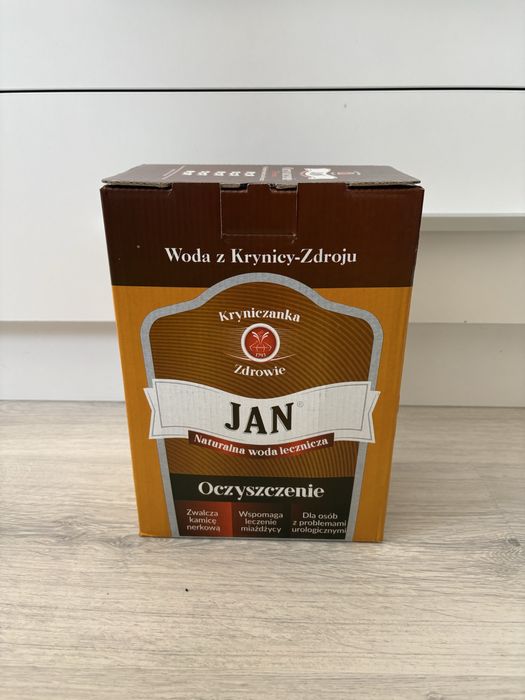 Woda z Krynicy-Zdroju
Kryniczanka
1793
Zdrowie
JAN®
Naturalna woda lecznicza
Oczyszczenie
Zwalcza
kamicę
nerkową
Wspomaga
leczenie
miażdżycy
Dla osób
z problemami
urologicznymi